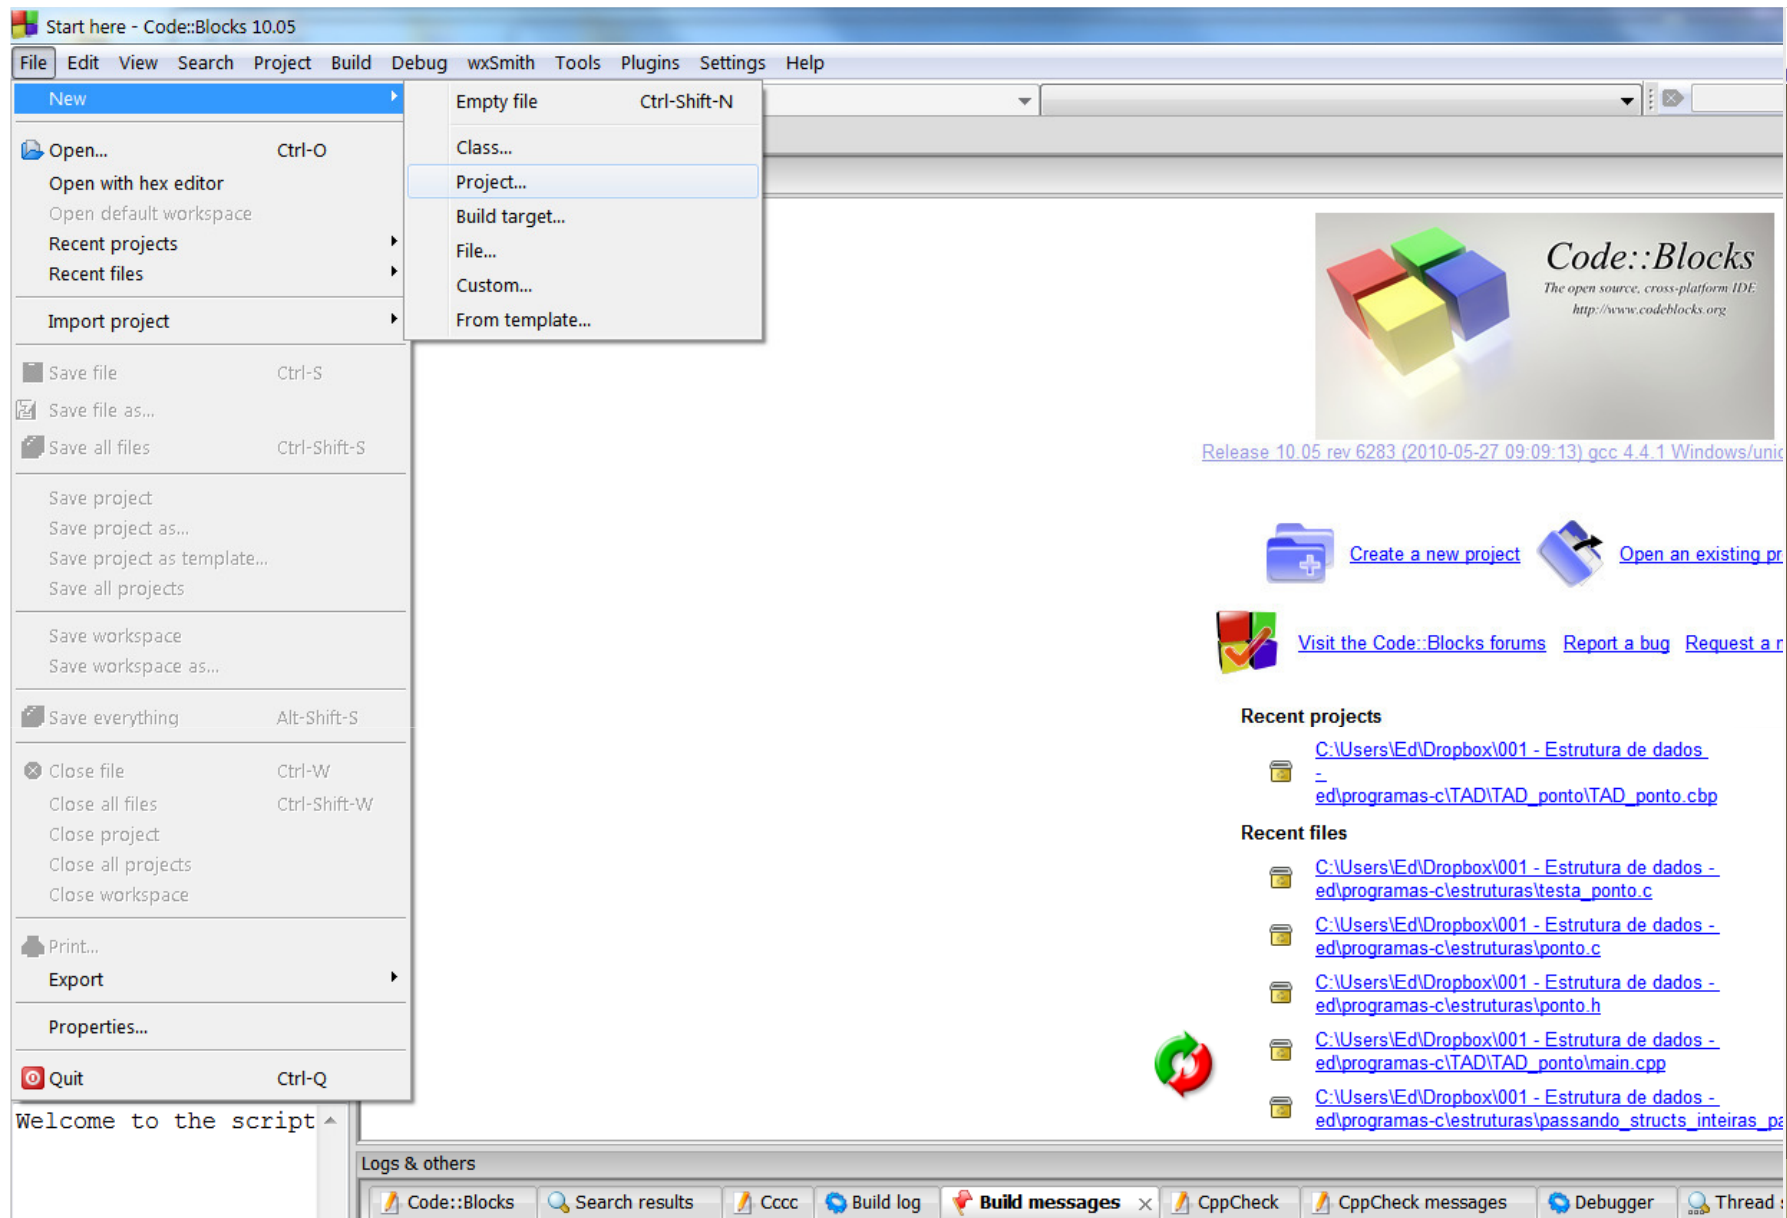 Start here - Code::Blocks 10.05
File Edit View Search Project Build Debug wxSmith Tools Plugins Settings Help
New
Open... Ctrl-O
Open with hex editor
Open default workspace
Recent projects
Recent files
Import project
Save file Ctrl-S
Save file as...
Save all files Ctrl-Shift-S
Save project
Save project as...
Save project as template...
Save all projects
Save workspace
Save workspace as...
Save everything Alt-Shift-S
Close file Ctrl-W
Close all files Ctrl-Shift-W
Close project
Close all projects
Close workspace
Print...
Export
Properties...
Quit Ctrl-Q
Empty file Ctrl-Shift-N
Class...
Project...
Build target...
File...
Custom...
From template...
Code::Blocks
The open source, cross-platform IDE
http://www.codeblocks.org
Release 10.05 rev 6283 (2010-05-27 09:09:13) gcc 4.4.1 Windows/unic
Create a new project Open an existing pr
Visit the Code::Blocks forums Report a bug Request a
Recent projects
C:\Users\Ed\Dropbox\001 - Estrutura de dados
-
ed\programas-c\TAD\TAD_ponto\TAD_ponto.cbp
Recent files
C:\Users\Ed\Dropbox\001 - Estrutura de dados -
ed\programas-c\estruturas\testa_ponto.c
C:\Users\Ed\Dropbox\001 - Estrutura de dados -
ed\programas-c\estruturas\ponto.c
C:\Users\Ed\Dropbox\001 - Estrutura de dados -
ed\programas-c\estruturas\ponto.h
C:\Users\Ed\Dropbox\001 - Estrutura de dados -
ed\programas-c\TAD\TAD_ponto\main.cpp
C:\Users\Ed\Dropbox\001 - Estrutura de dados -
ed\programas-c\estruturas\passando_structs_inteiras_pa
Welcome to the script
Logs & others
Code::Blocks Search results Cccc Build log Build messages CppCheck CppCheck messages Debugger Thread